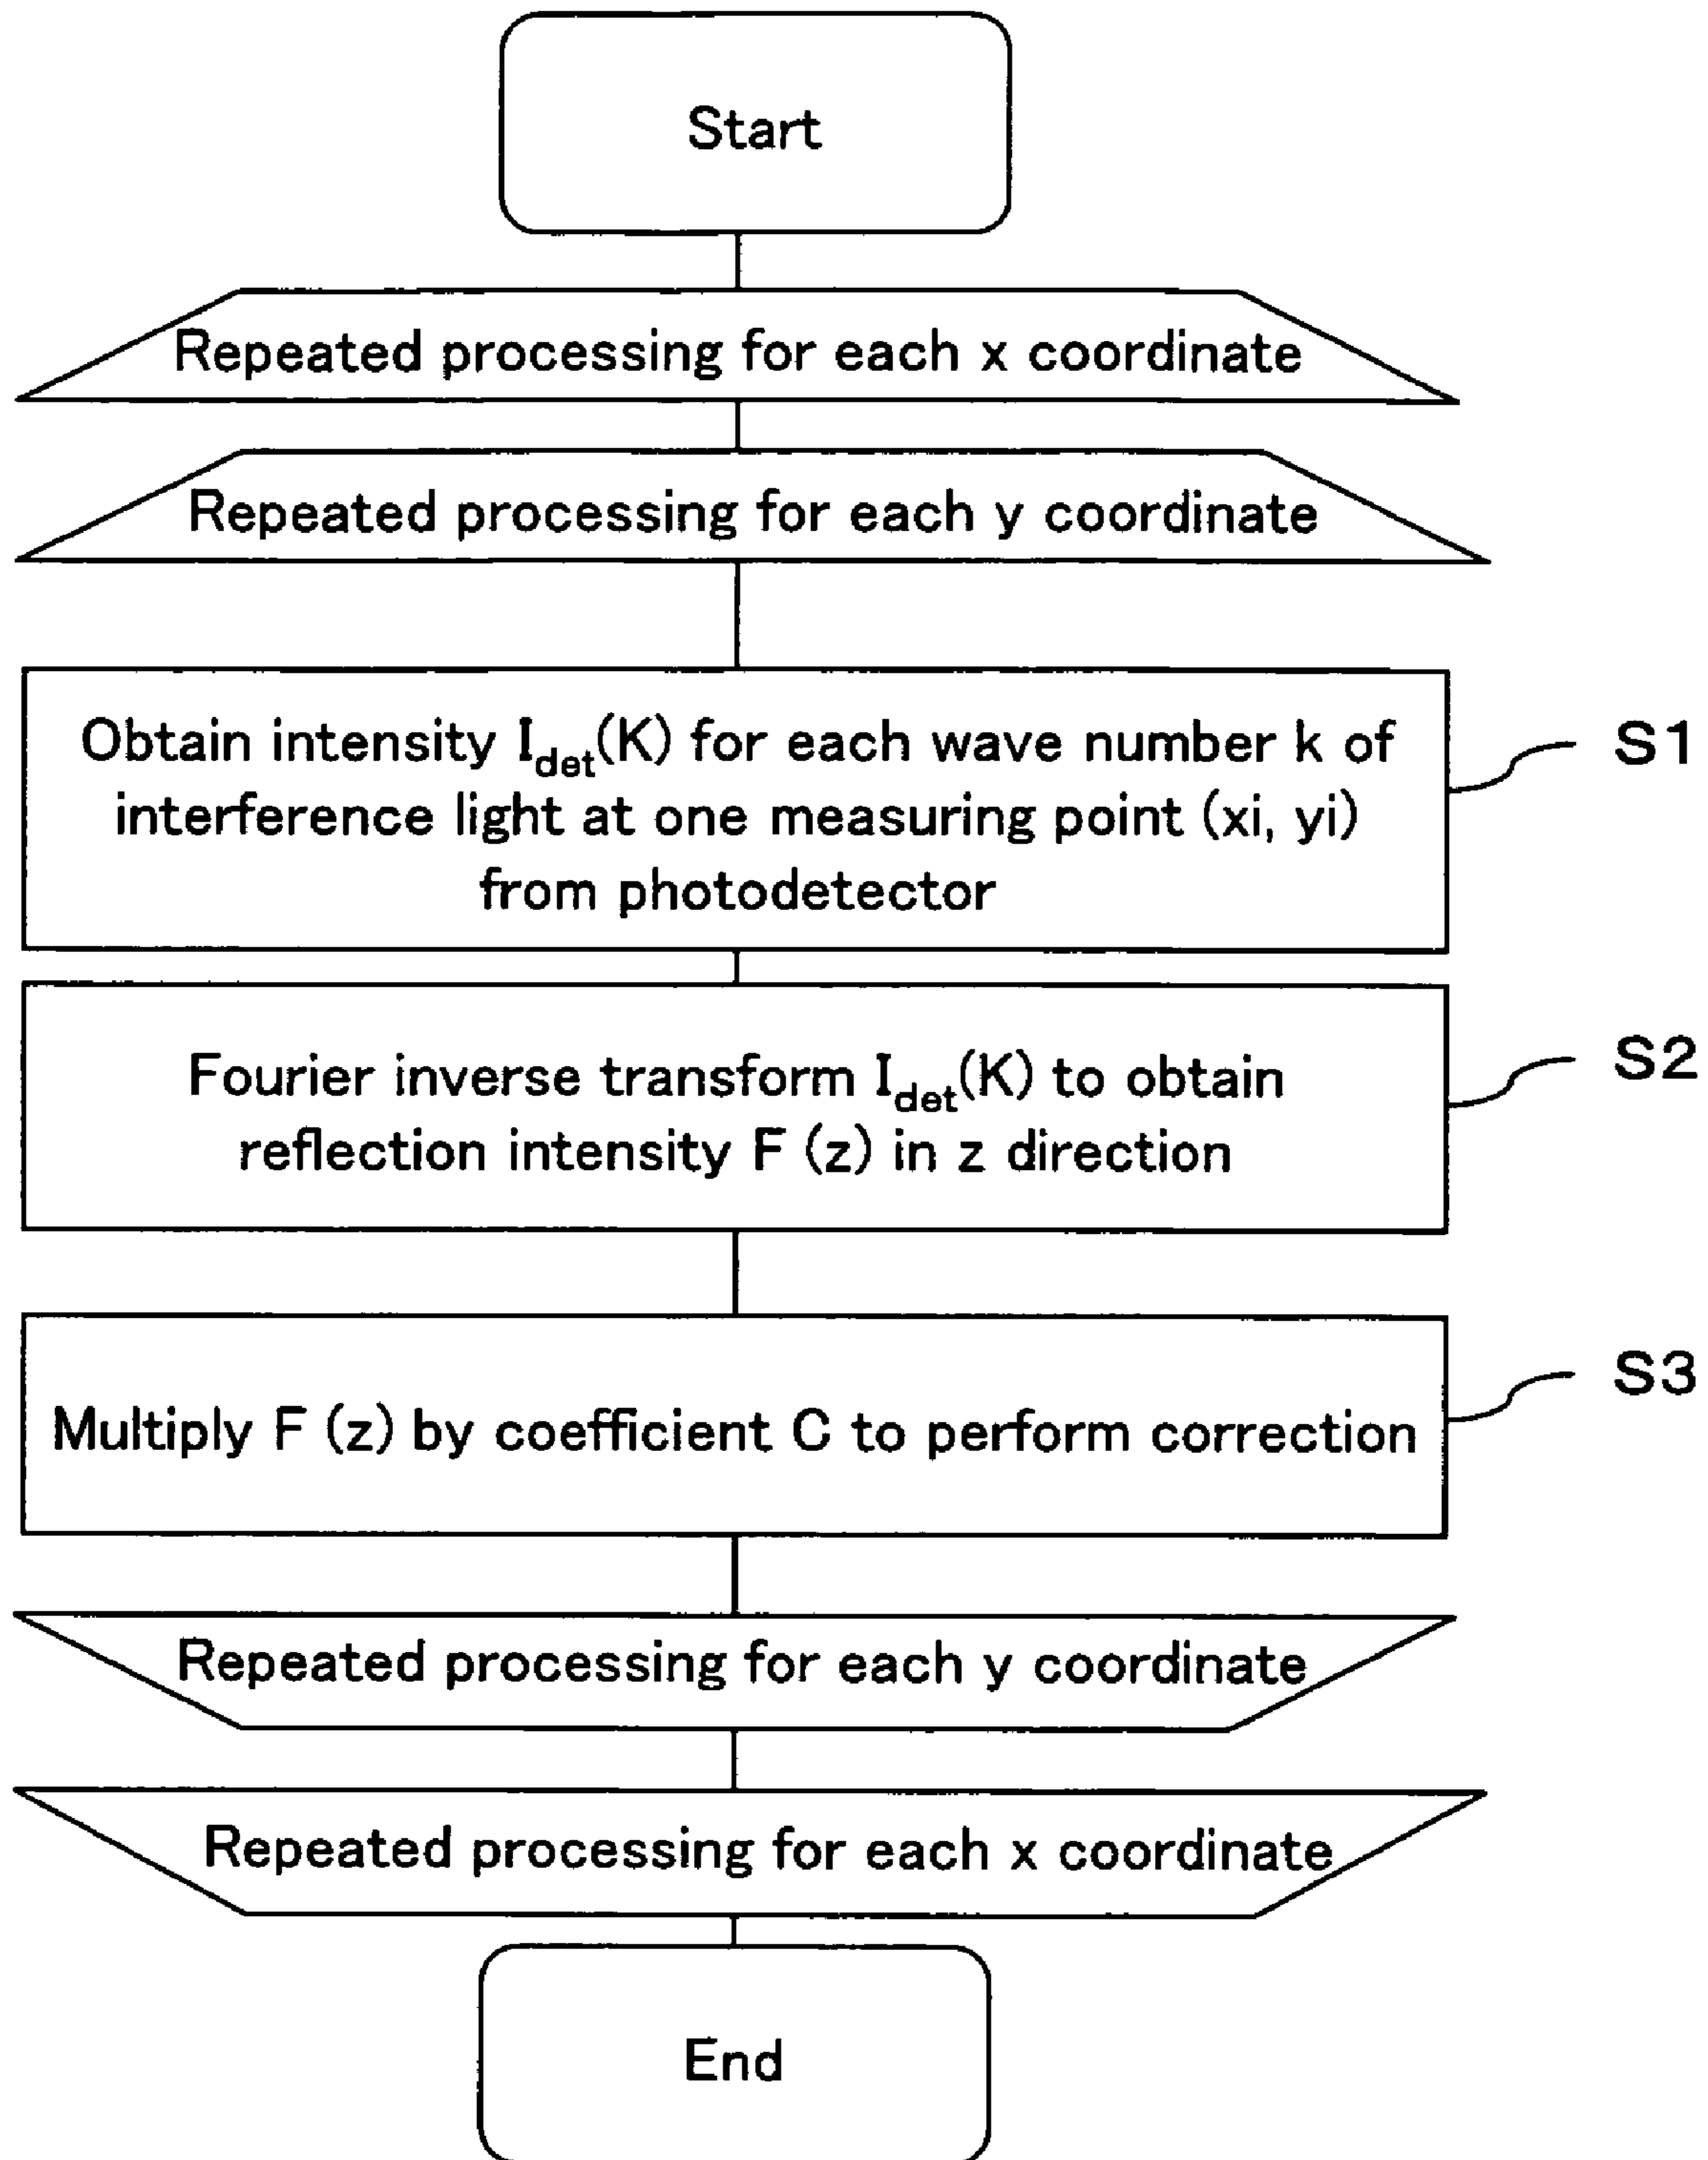 Start
Repeated processing for each x coordinate
Repeated processing for each y coordinate
Obtain intensity I_det(K) for each wave number k of
interference light at one measuring point (xi, yi)
from photodetector
S1
Fourier inverse transform I_det(K) to obtain
reflection intensity F (z) in z direction
S2
Multiply F (z) by coefficient C to perform correction
S3
Repeated processing for each y coordinate
Repeated processing for each x coordinate
End